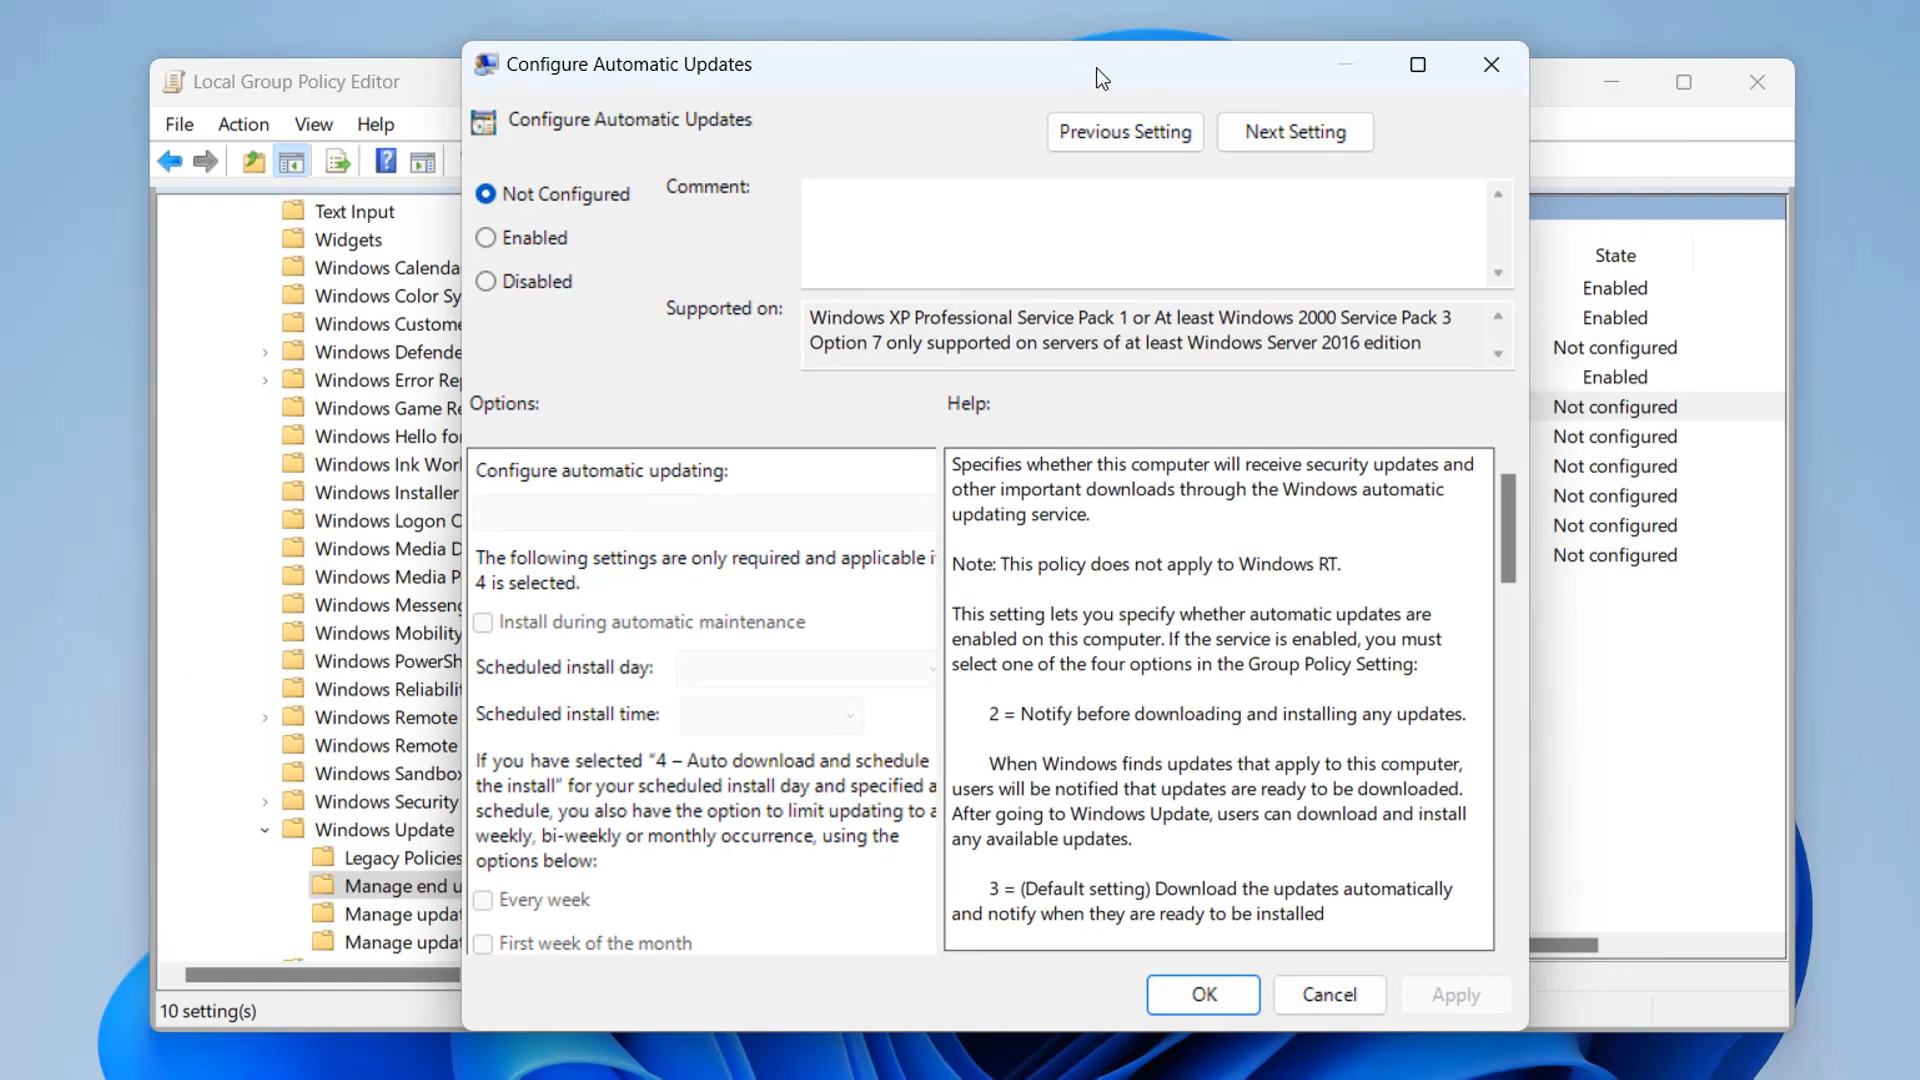 Local Group Policy Editor
File Action View Help
Text Input
Widgets
Windows Calenda
Windows Color Sy
Windows Custome
Windows Defende
Windows Error Rep
Windows Game Re
Windows Hello for
Windows Ink Worl
Windows Installer
Windows Logon O
Windows Media D
Windows Media P
Windows Messeng
Windows Mobility
Windows PowerSh
Windows Reliabilit
Windows Remote
Windows Remote
Windows Sandbox
Windows Security
Windows Update
Legacy Policies
Manage end u
Manage updat
Manage updat
10 setting(s)
Configure Automatic Updates
Configure Automatic Updates
Previous Setting Next Setting
Not Configured
Enabled
Disabled
Comment:
Supported on:
Windows XP Professional Service Pack 1 or At least Windows 2000 Service Pack 3
Option 7 only supported on servers of at least Windows Server 2016 edition
Options:
Configure automatic updating:
The following settings are only required and applicable i
4 is selected.
Install during automatic maintenance
Scheduled install day:
Scheduled install time:
If you have selected “4 – Auto download and schedule
the install” for your scheduled install day and specified a
schedule, you also have the option to limit updating to a
weekly, bi-weekly or monthly occurrence, using the
options below:
Every week
First week of the month
Help:
Specifies whether this computer will receive security updates and
other important downloads through the Windows automatic
updating service.
Note: This policy does not apply to Windows RT.
This setting lets you specify whether automatic updates are
enabled on this computer. If the service is enabled, you must
select one of the four options in the Group Policy Setting:
2 = Notify before downloading and installing any updates.
When Windows finds updates that apply to this computer,
users will be notified that updates are ready to be downloaded.
After going to Windows Update, users can download and install
any available updates.
3 = (Default setting) Download the updates automatically
and notify when they are ready to be installed
OK Cancel Apply
State
Enabled
Enabled
Not configured
Enabled
Not configured
Not configured
Not configured
Not configured
Not configured
Not configured